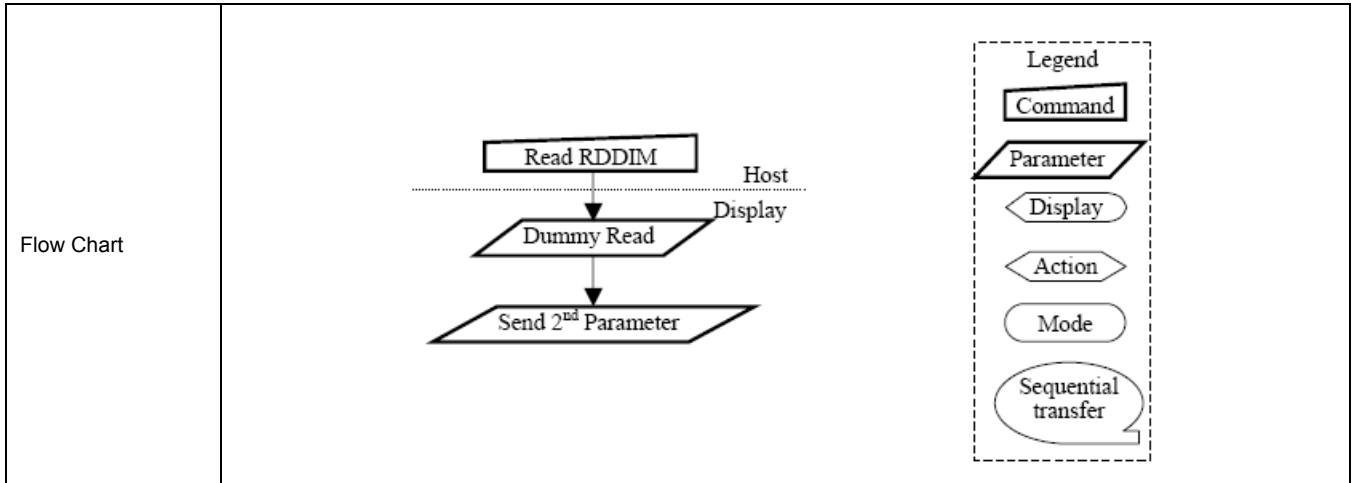 Flow Chart
Read RDDIM
Host
Display
Dummy Read
Send 2nd Parameter
Legend
Command
Parameter
Display
Action
Mode
Sequential
transfer